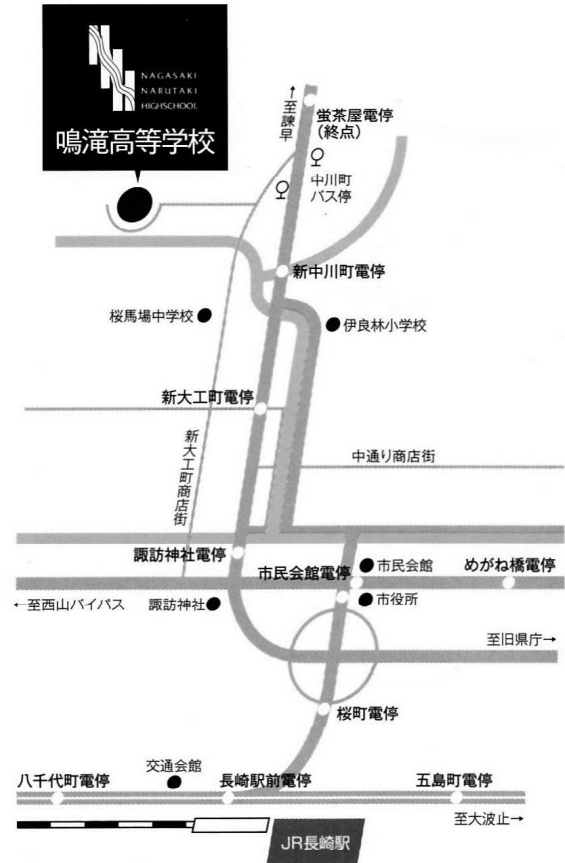 NAGASAKI
NARUTAKI
HIGHSCHOOL
鳴滝高等学校
↑至諫早
蛍茶屋電停
(終点)
中川町
バス停
新中川町電停
桜馬場中学校
伊良林小学校
新大工町電停
新大工町商店街
中通り商店街
諏訪神社電停
市民会館電停
市民会館
めがね橋電停
←至西山バイパス
諏訪神社
市役所
至旧県庁→
桜町電停
交通会館
八千代町電停
長崎駅前電停
五島町電停
至大波止→
JR長崎駅